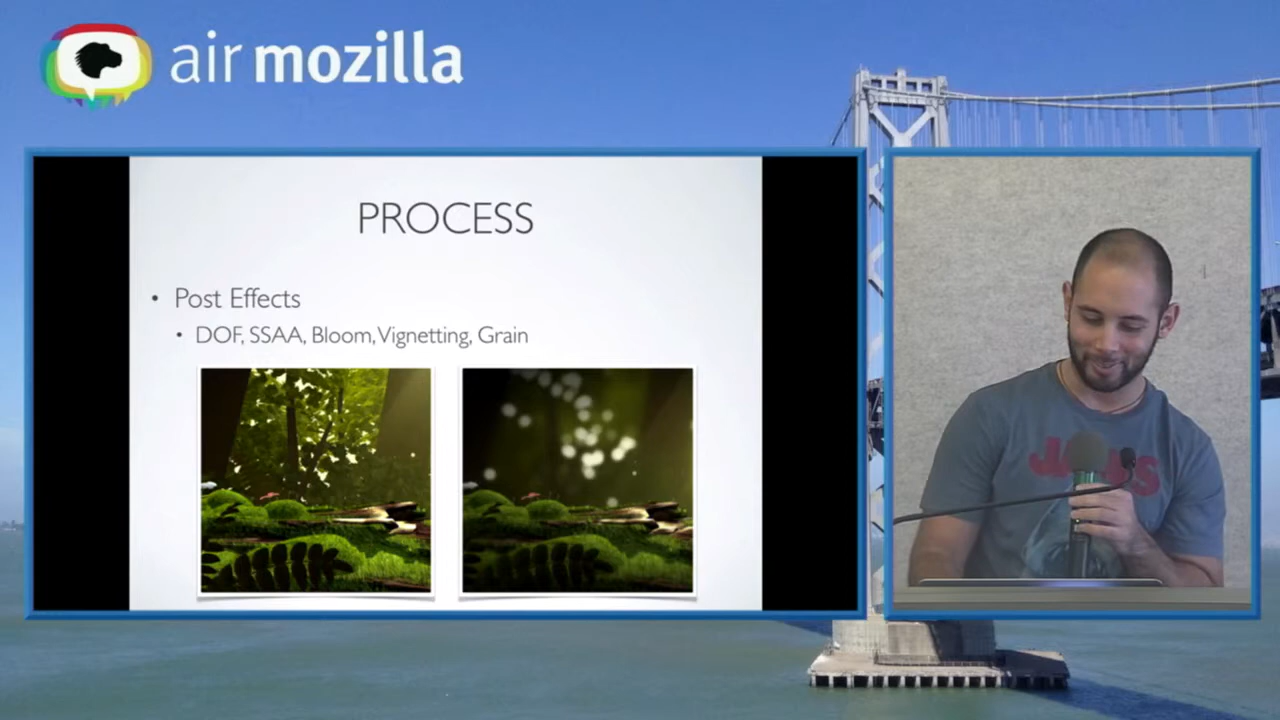 air mozilla
PROCESS
• Post Effects
• DOF, SSAA, Bloom, Vignetting, Grain